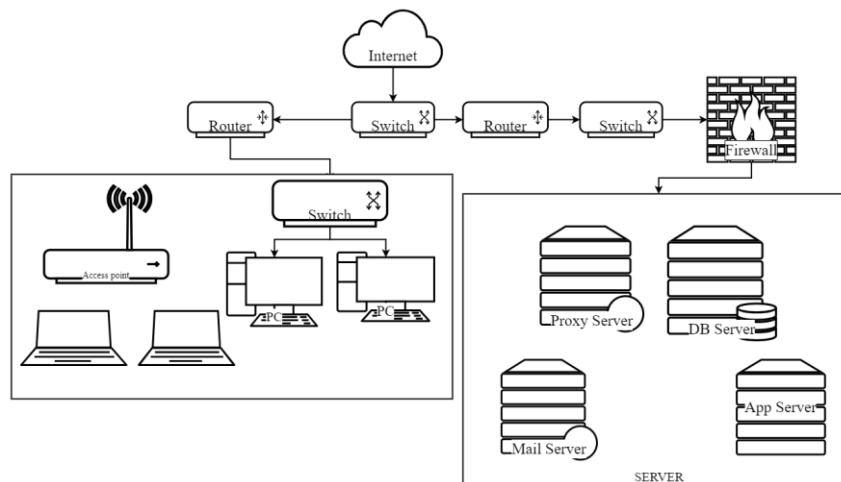 Internet
Router
Switch
Router
Switch
Firewall
Switch
Access point
PC
PC
Proxy Server
DB Server
Mail Server
App Server
SERVER